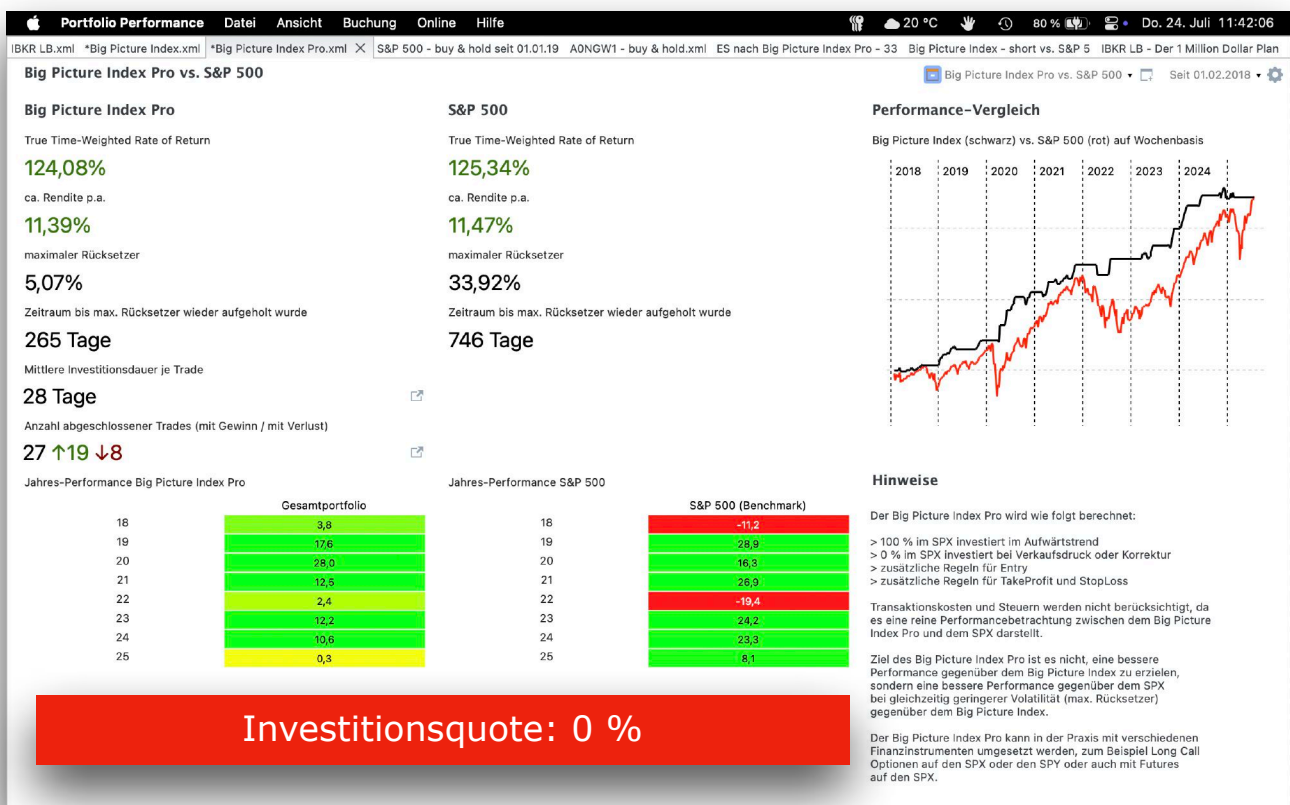 Portfolio Performance Datei Ansicht Buchung Online Hilfe 20 °C 80 % Do. 24. Juli 11:42:06
IBKR LB.xml *Big Picture Index.xml *Big Picture Index Pro.xml S&P 500 - buy & hold seit 01.01.19 A0NGW1 - buy & hold.xml ES nach Big Picture Index Pro - 33 Big Picture Index - short vs. S&P 5 IBKR LB - Der 1 Million Dollar Plan
Big Picture Index Pro vs. S&P 500
Big Picture Index Pro vs. S&P 500 Seit 01.02.2018
Big Picture Index Pro
True Time-Weighted Rate of Return
124,08%
ca. Rendite p.a.
11,39%
maximaler Rücksetzer
5,07%
Zeitraum bis max. Rücksetzer wieder aufgeholt wurde
265 Tage
Mittlere Investitionsdauer je Trade
28 Tage
Anzahl abgeschlossener Trades (mit Gewinn / mit Verlust)
27 ↑19 ↓8
S&P 500
True Time-Weighted Rate of Return
125,34%
ca. Rendite p.a.
11,47%
maximaler Rücksetzer
33,92%
Zeitraum bis max. Rücksetzer wieder aufgeholt wurde
746 Tage
Performance-Vergleich
Big Picture Index (schwarz) vs. S&P 500 (rot) auf Wochenbasis
2018 2019 2020 2021 2022 2023 2024
Jahres-Performance Big Picture Index Pro
Gesamtportfolio
18 3,8
19 17,6
20 28,0
21 12,5
22 2,4
23 12,2
24 10,6
25 0,3
Jahres-Performance S&P 500
S&P 500 (Benchmark)
18 -11,2
19 28,9
20 16,3
21 26,9
22 -19,4
23 24,2
24 23,3
25 8,1
Hinweise
Der Big Picture Index Pro wird wie folgt berechnet:
> 100 % im SPX investiert im Aufwärtstrend
> 0 % im SPX investiert bei Verkaufsdruck oder Korrektur
> zusätzliche Regeln für Entry
> zusätzliche Regeln für TakeProfit und StopLoss
Transaktionskosten und Steuern werden nicht berücksichtigt, da
es eine reine Performancebetrachtung zwischen dem Big Picture
Index Pro und dem SPX darstellt.
Ziel des Big Picture Index Pro ist es nicht, eine bessere
Performance gegenüber dem Big Picture Index zu erzielen,
sondern eine bessere Performance gegenüber dem SPX
bei gleichzeitig geringerer Volatilität (max. Rücksetzer)
gegenüber dem Big Picture Index.
Der Big Picture Index Pro kann in der Praxis mit verschiedenen
Finanzinstrumenten umgesetzt werden, zum Beispiel Long Call
Optionen auf den SPX oder den SPY oder auch mit Futures
auf den SPX.
Investitionsquote: 0 %